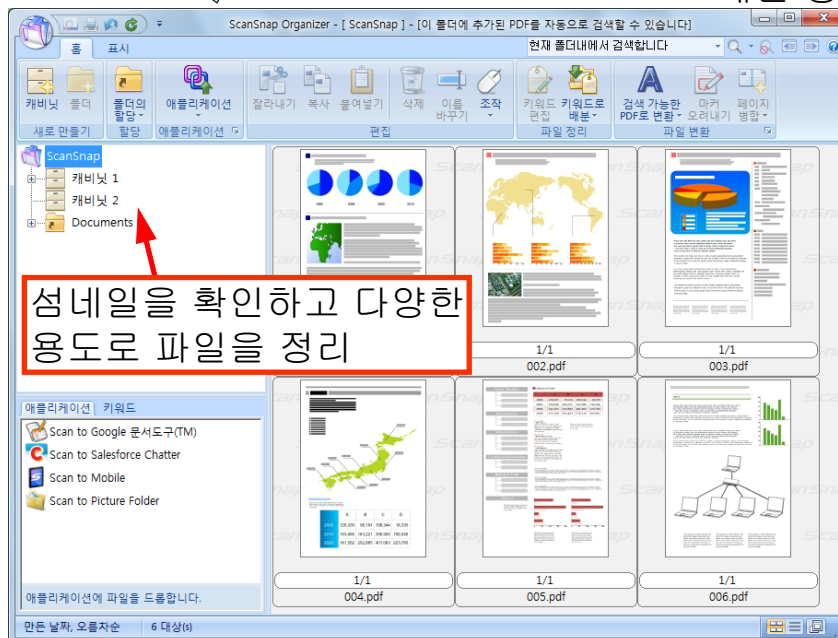 ScanSnap Organizer - [ ScanSnap ] - [이 폴더에 추가된 PDF를 자동으로 검색할 수 있습니다]
홈 표시
현재 폴더내에서 검색합니다
캐비닛 폴더 폴더의 할당 애플리케이션 잘라내기 복사 붙여넣기 삭제 이름 바꾸기 조작 키워드 편집 키워드로 배분 검색 가능한 PDF로 변환 마커 오려내기 페이지 병합
새로 만들기 할당 애플리케이션 편집 파일 정리 파일 변환
ScanSnap
캐비닛 1
캐비닛 2
Documents
섬네일을 확인하고 다양한
용도로 파일을 정리
1/1
002.pdf
1/1
003.pdf
애플리케이션 키워드
Scan to Google 문서도구(TM)
Scan to Salesforce Chatter
Scan to Mobile
Scan to Picture Folder
애플리케이션에 파일을 드롭합니다.
1/1
004.pdf
1/1
005.pdf
1/1
006.pdf
만든 날짜, 오름차순 6 대상(s)